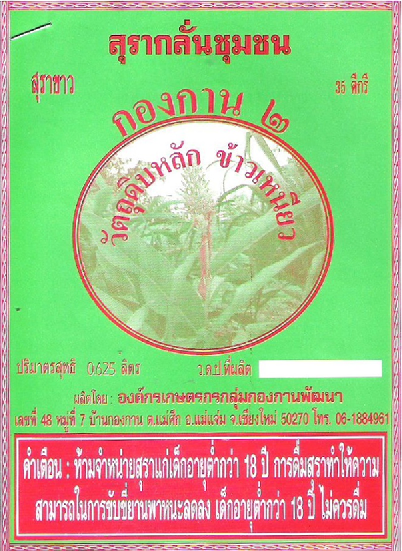 สุรากลั่นชุมชน
สุราขาว 35 ดีกรี
กองกาน ๒
วัตถุดิบหลัก ข้าวเหนียว
ปริมาตรสุทธิ 0.625 ลิตร ว.ด.ป ที่ผลิต
ผลิตโดย : องค์กรเกษตรกรกลุ่มกองกานพัฒนา
เลขที่ 48 หมู่ที่ 7 บ้านกองกาน ต.แม่ศึก อ.แม่แจ่ม จ.เชียงใหม่ 50270 โทร. 06-1884961
คำเตือน : ห้ามจำหน่ายสุราแก่เด็กอายุต่ำกว่า 18 ปี การดื่มสุราทำให้ความ
สามารถในการขับขี่ยานพาหนะลดลง เด็กอายุต่ำกว่า 18 ปี ไม่ควรดื่ม